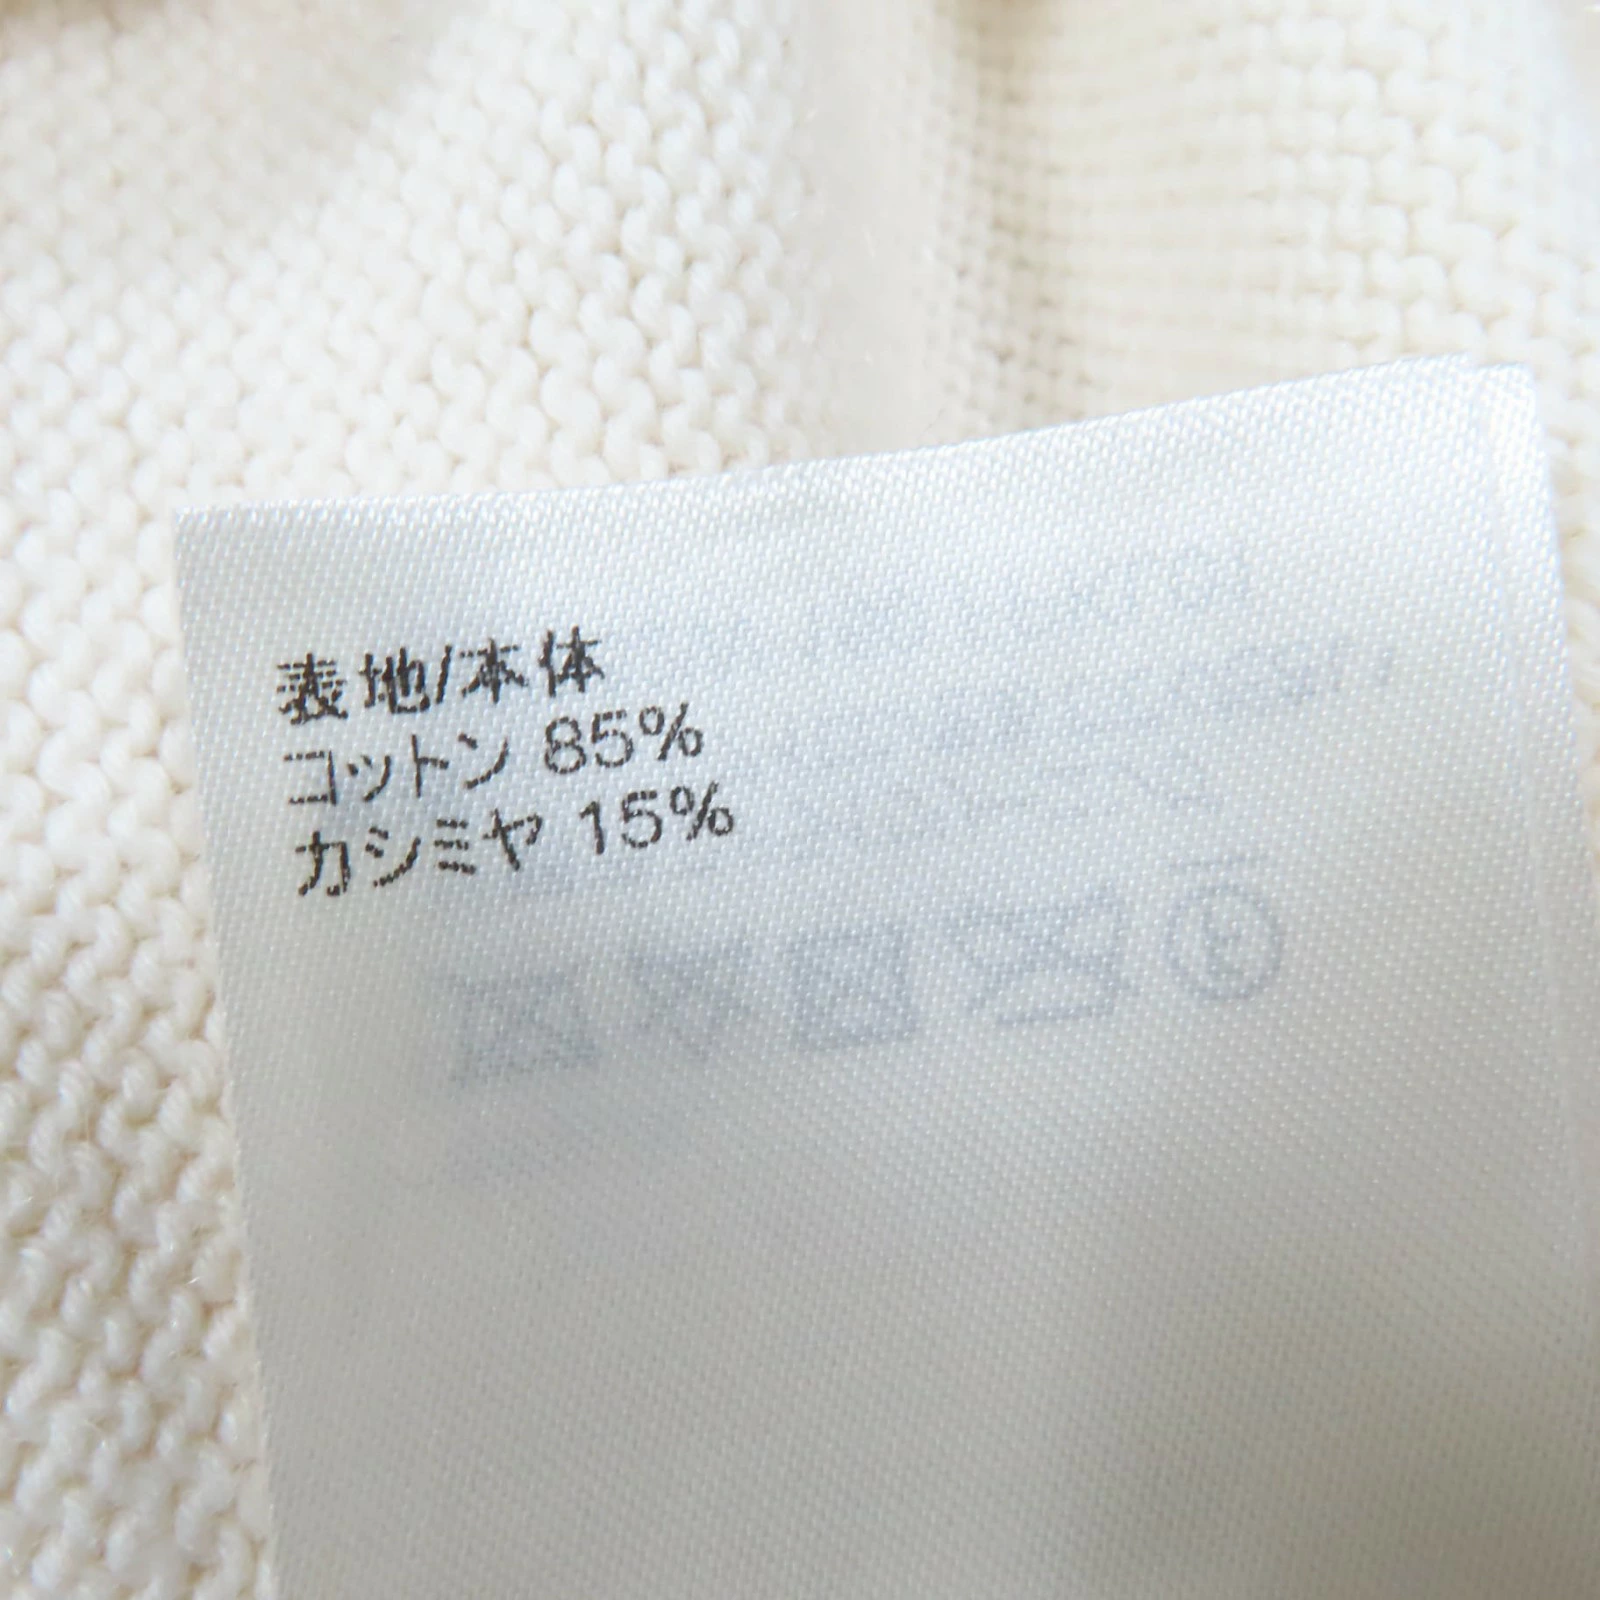 表地/本体
コットン 85%
カシミヤ 15%